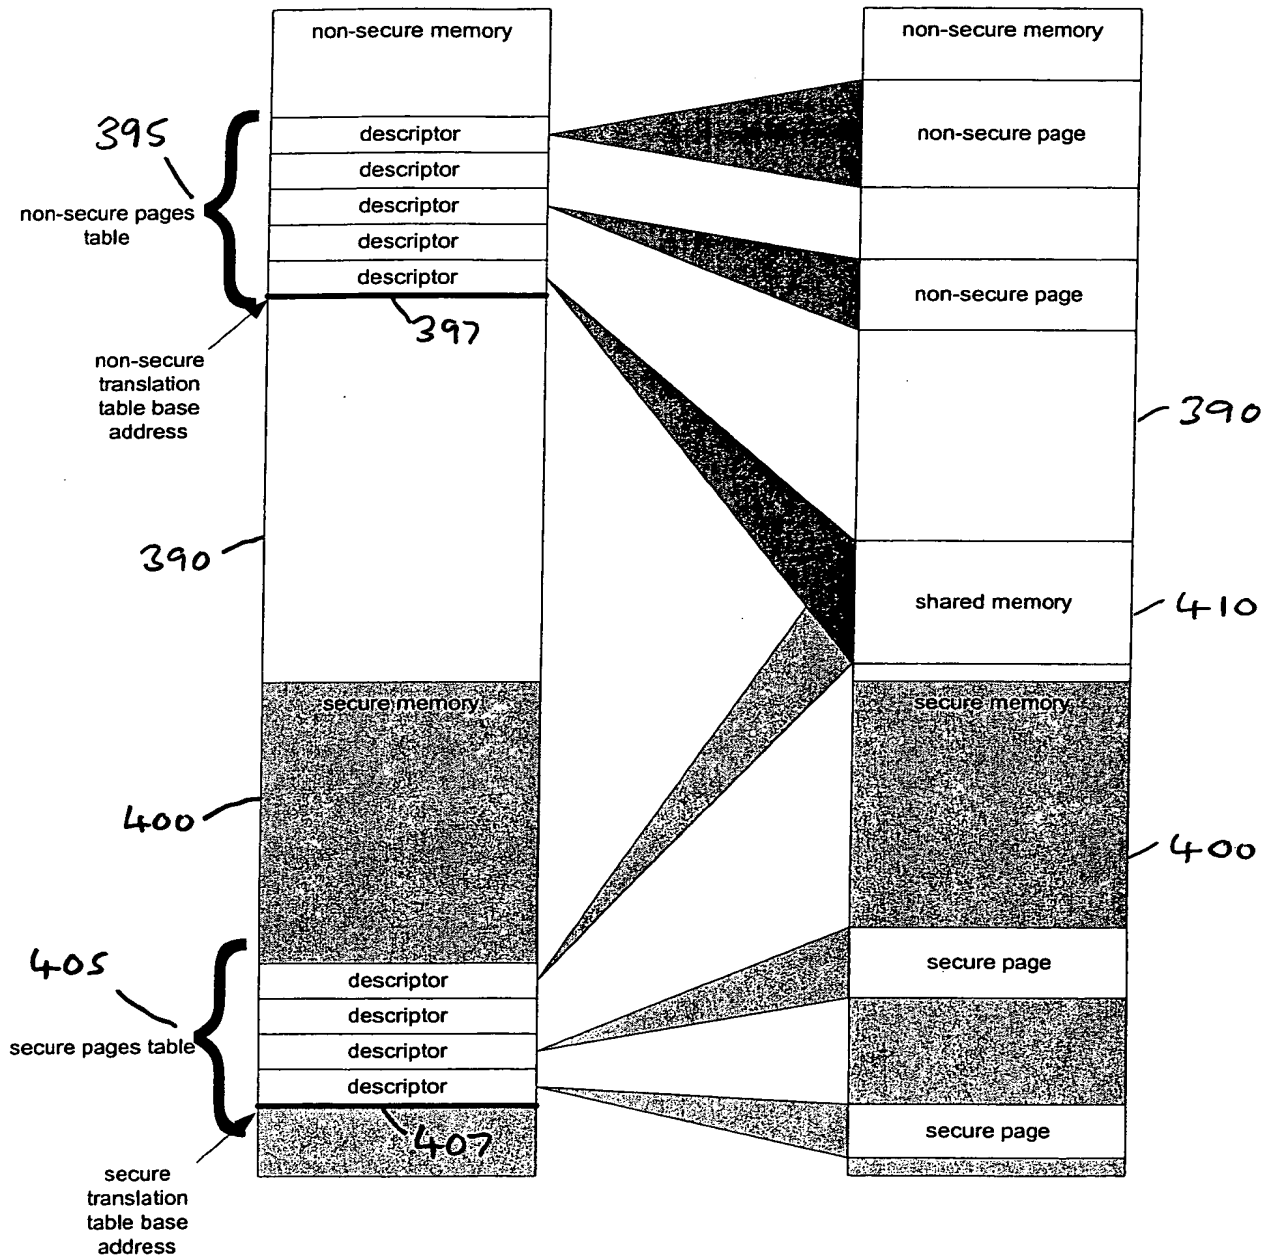 non-secure memory
non-secure memory
395
descriptor
non-secure page
descriptor
non-secure pages
table
descriptor
descriptor
descriptor
non-secure page
397
non-secure
translation
table base
address
390
390
shared memory
410
secure memory
secure memory
400
400
405
descriptor
secure page
descriptor
secure pages table
descriptor
descriptor
secure page
407
secure
translation
table base
address